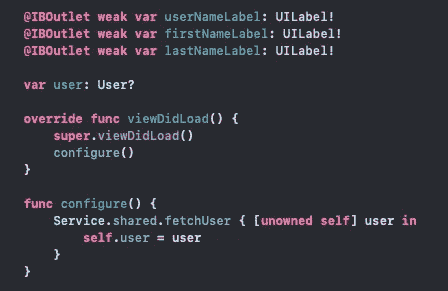 @IBOutlet weak var userNameLabel: UILabel!
@IBOutlet weak var firstNameLabel: UILabel!
@IBOutlet weak var lastNameLabel: UILabel!
var user: User?
override func viewDidLoad() {
super.viewDidLoad()
configure()
}
func configure() {
Service.shared.fetchUser { [unowned self] user in
self.user = user
}
}